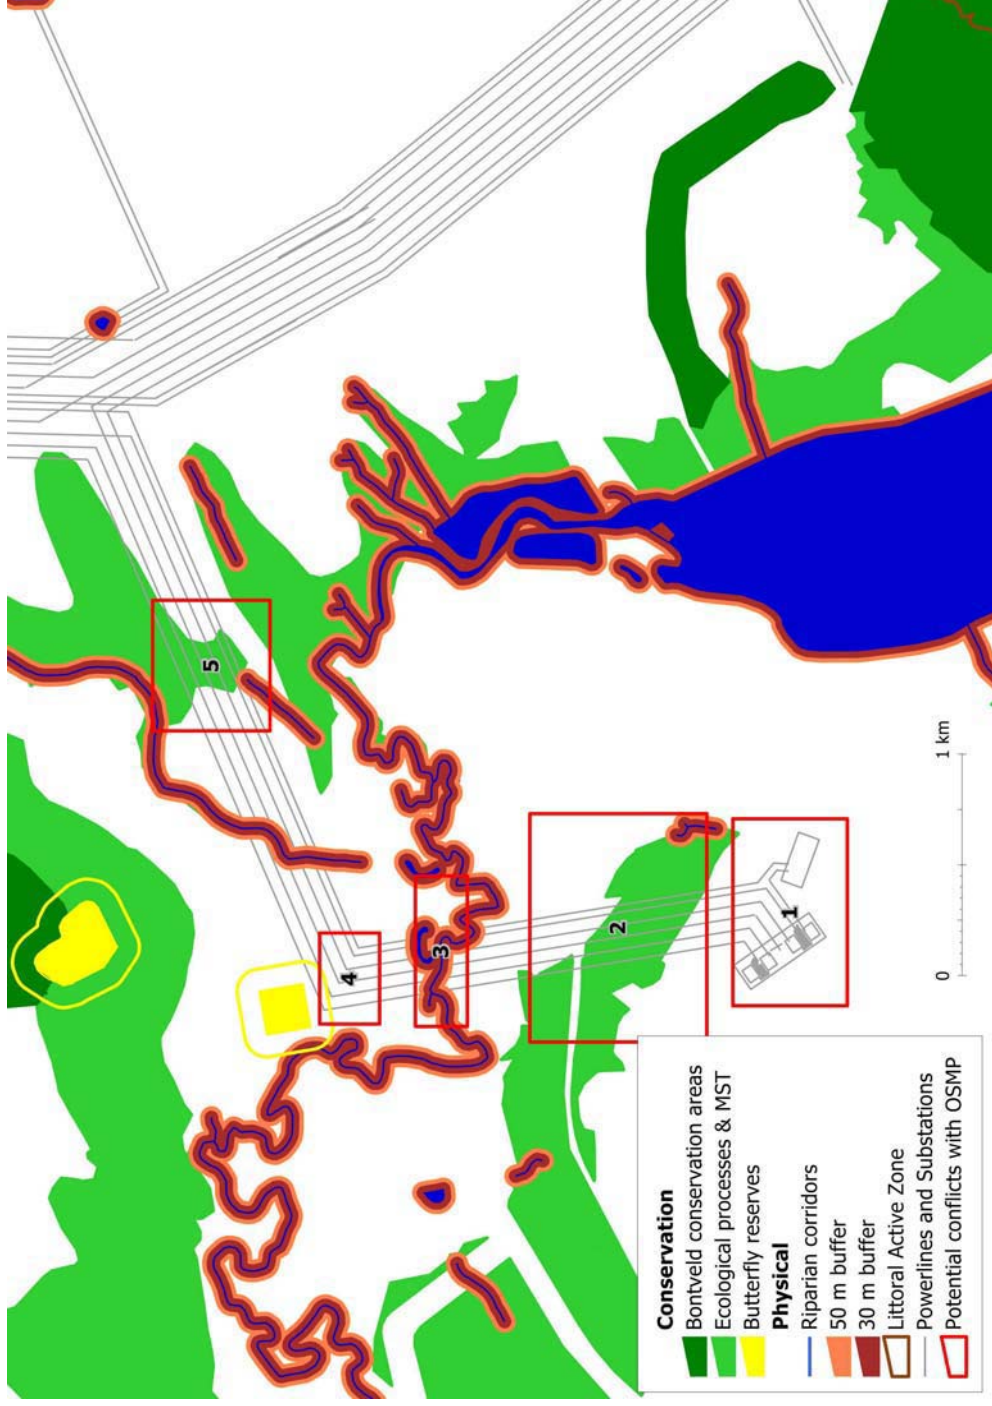 5
4
3
2
1
0
1 km
Conservation
Bontveld conservation areas
Ecological processes & MST
Butterfly reserves
Physical
Riparian corridors
50 m buffer
30 m buffer
Littoral Active Zone
Powerlines and Substations
Potential conflicts with OSMP